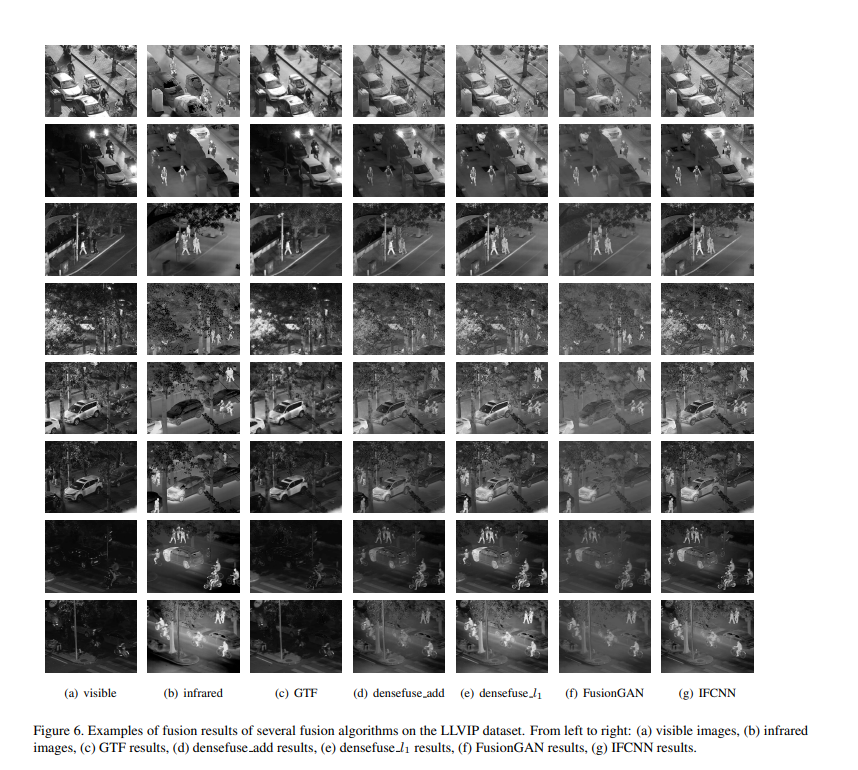 (a) visible (b) infrared (c) GTF (d) densefuse_add (e) densefuse_l1 (f) FusionGAN (g) IFCNN
Figure 6. Examples of fusion results of several fusion algorithms on the LLVIP dataset. From left to right: (a) visible images, (b) infrared
images, (c) GTF results, (d) densefuse_add results, (e) densefuse_l1 results, (f) FusionGAN results, (g) IFCNN results.